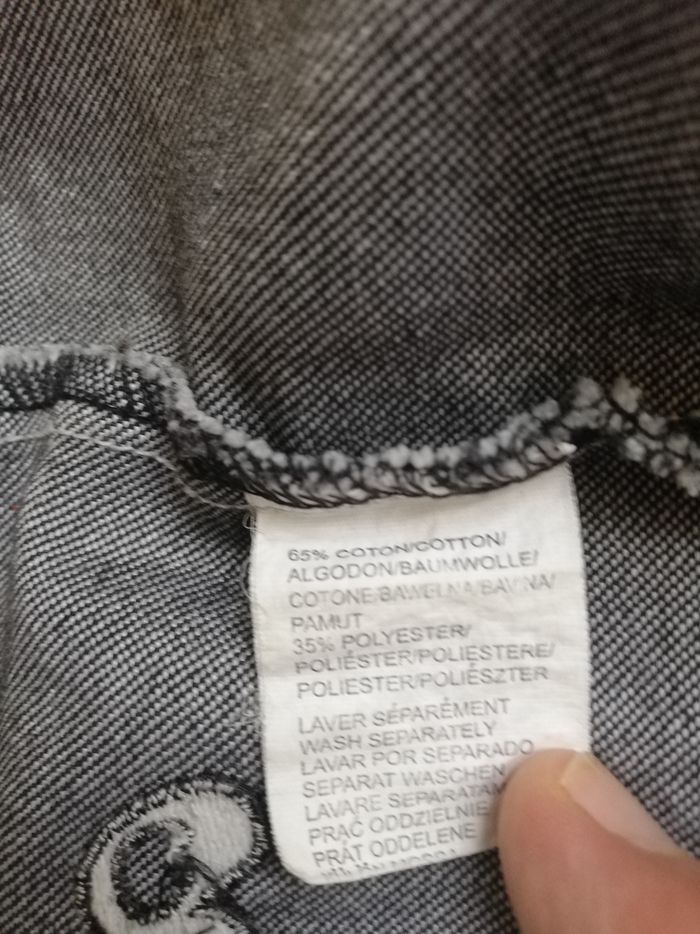 65% COTON/COTTON/
ALGODON/BAUMWOLLE/
COTONE/BAWEŁNA/BAVLNA/
PAMUT
35% POLYESTER/
POLIÉSTER/POLIESTERE/
POLIESTER/POLIÉSZTER
LAVER SÉPARÉMENT
WASH SEPARATELY
LAVAR POR SEPARADO
SEPARAT WASCHEN
LAVARE
PRAĆ ODDZIELNIE
PRÁT ODDELENE